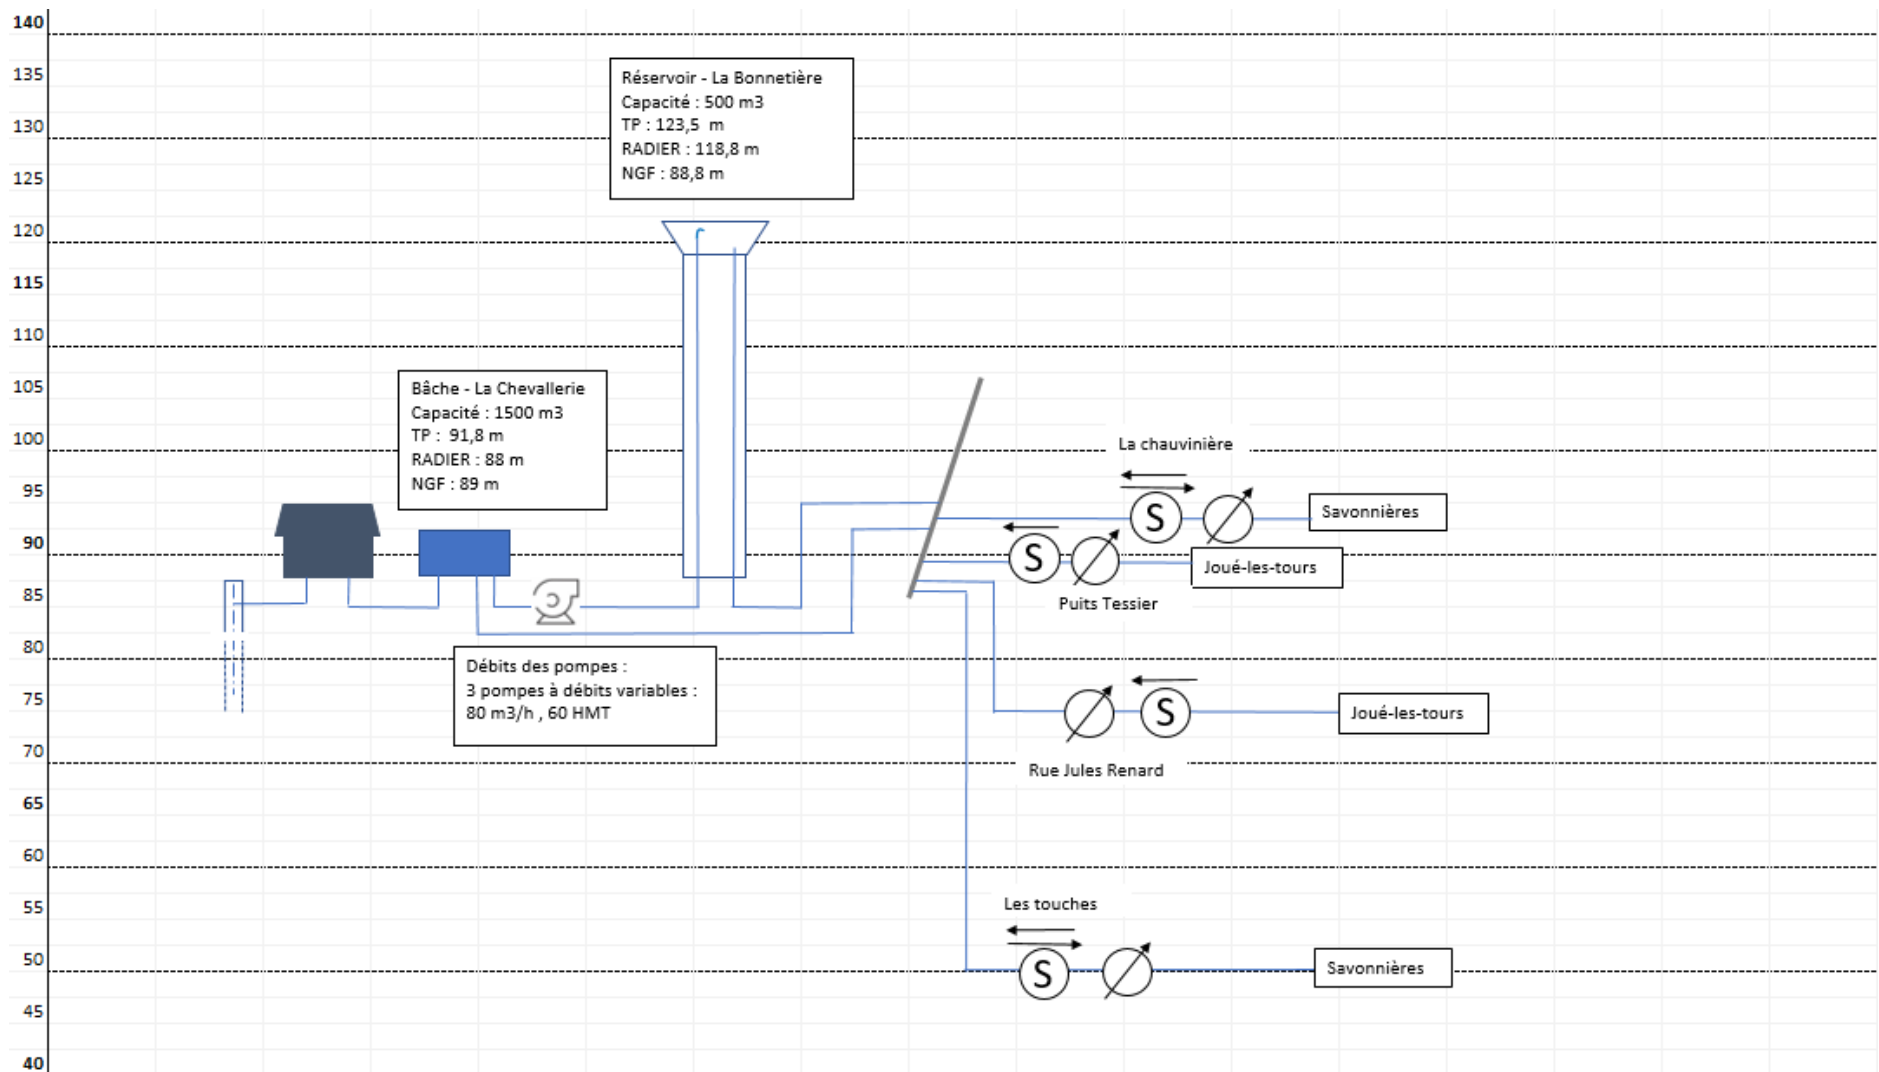 140
135
130
125
120
115
110
105
100
95
90
85
80
75
70
65
60
55
50
45
40
Réservoir - La Bonnetière
Capacité : 500 m3
TP : 123,5 m
RADIER : 118,8 m
NGF : 88,8 m
Bâche - La Chevallerie
Capacité : 1500 m3
TP : 91,8 m
RADIER : 88 m
NGF : 89 m
Débits des pompes :
3 pompes à débits variables :
80 m3/h , 60 HMT
La chauvinière
S
Savonnières
S
Joué-les-tours
Puits Tessier
S
Joué-les-tours
Rue Jules Renard
Les touches
S
Savonnières